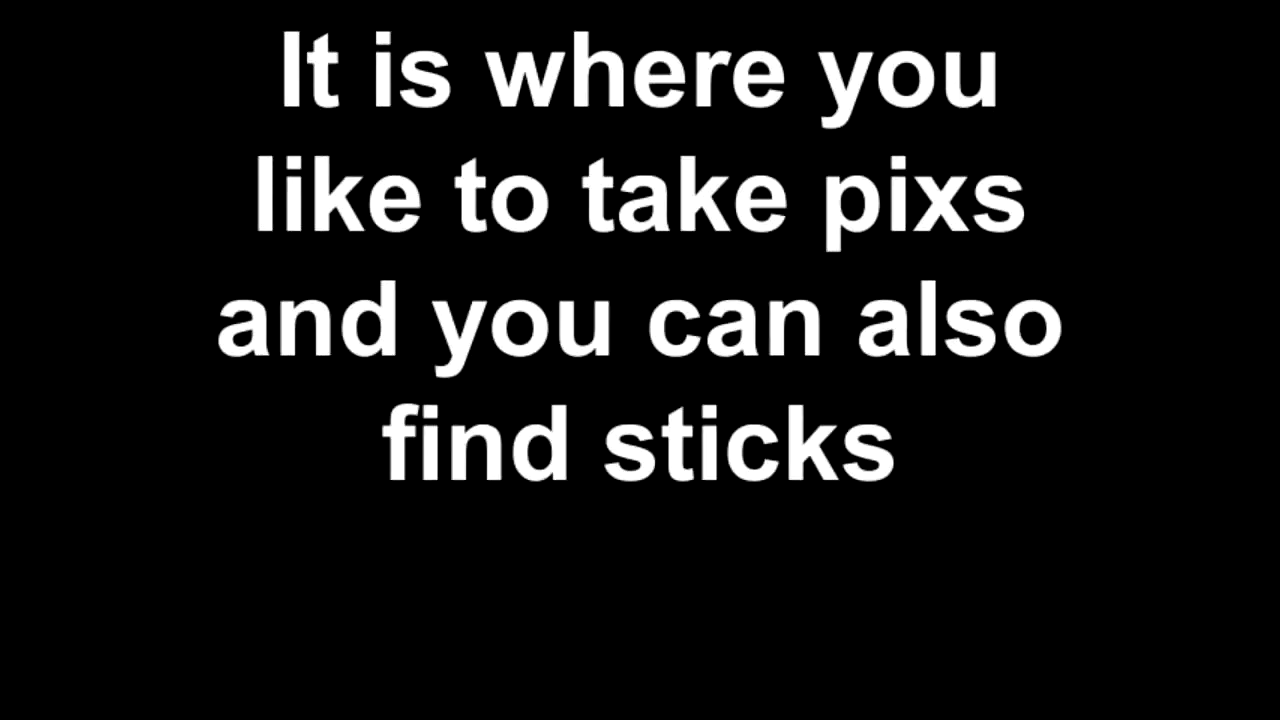 It is where you
like to take pixs
and you can also
find sticks